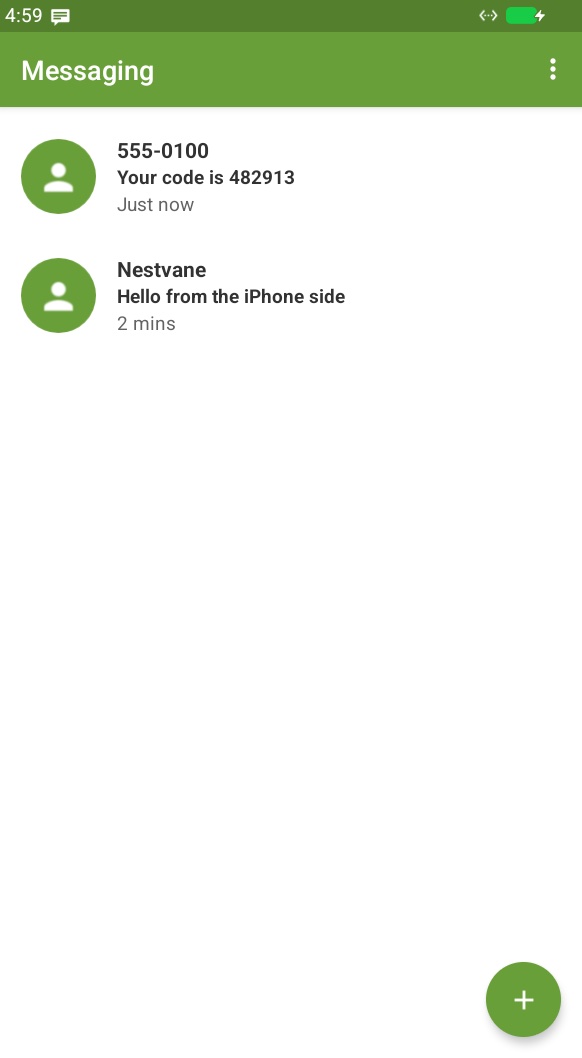 4:59
Messaging
555-0100
Your code is 482913
Just now
Nestvane
Hello from the iPhone side
2 mins